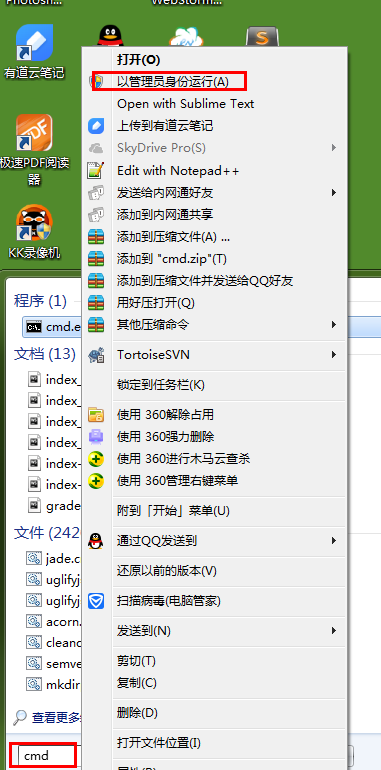 Photosh...
WebStorm...
有道云笔记
极速PDF阅读器
KK录像机
打开(O)
以管理员身份运行(A)
Open with Sublime Text
上传到有道云笔记
SkyDrive Pro(S)
Edit with Notepad++
发送给内网通好友
添加到内网通共享
添加到压缩文件(A) ...
添加到 "cmd.zip"(T)
添加到压缩文件并发送给QQ好友
用好压打开(Q)
其他压缩命令
TortoiseSVN
锁定到任务栏(K)
使用 360解除占用
使用 360强力删除
使用 360进行木马云查杀
使用 360管理右键菜单
附到「开始」菜单(U)
通过QQ发送到
还原以前的版本(V)
扫描病毒(电脑管家)
发送到(N)
剪切(T)
复制(C)
删除(D)
打开文件位置(I)
程序 (1)
cmd.e
文档 (13)
index_
index_
index_
index_
index-
index-
grade
文件 (242
jade.c
uglifyj
uglifyj
acorn.
cleanc
semve
mkdir
查看更多
cmd